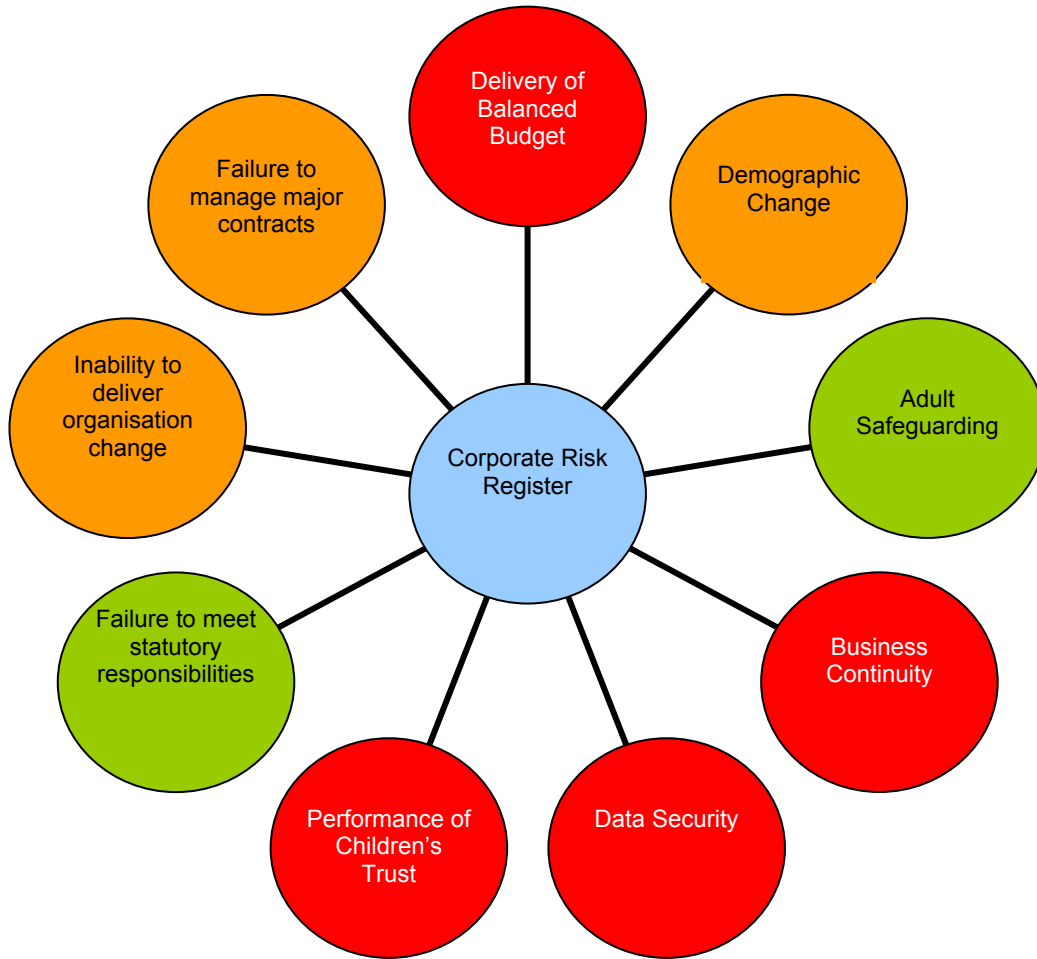 Delivery of
Balanced
Budget
Demographic
Change
Adult
Safeguarding
Business
Continuity
Data Security
Performance of
Children’s
Trust
Failure to meet
statutory
responsibilities
Inability to
deliver
organisation
change
Failure to
manage major
contracts
Corporate Risk
Register